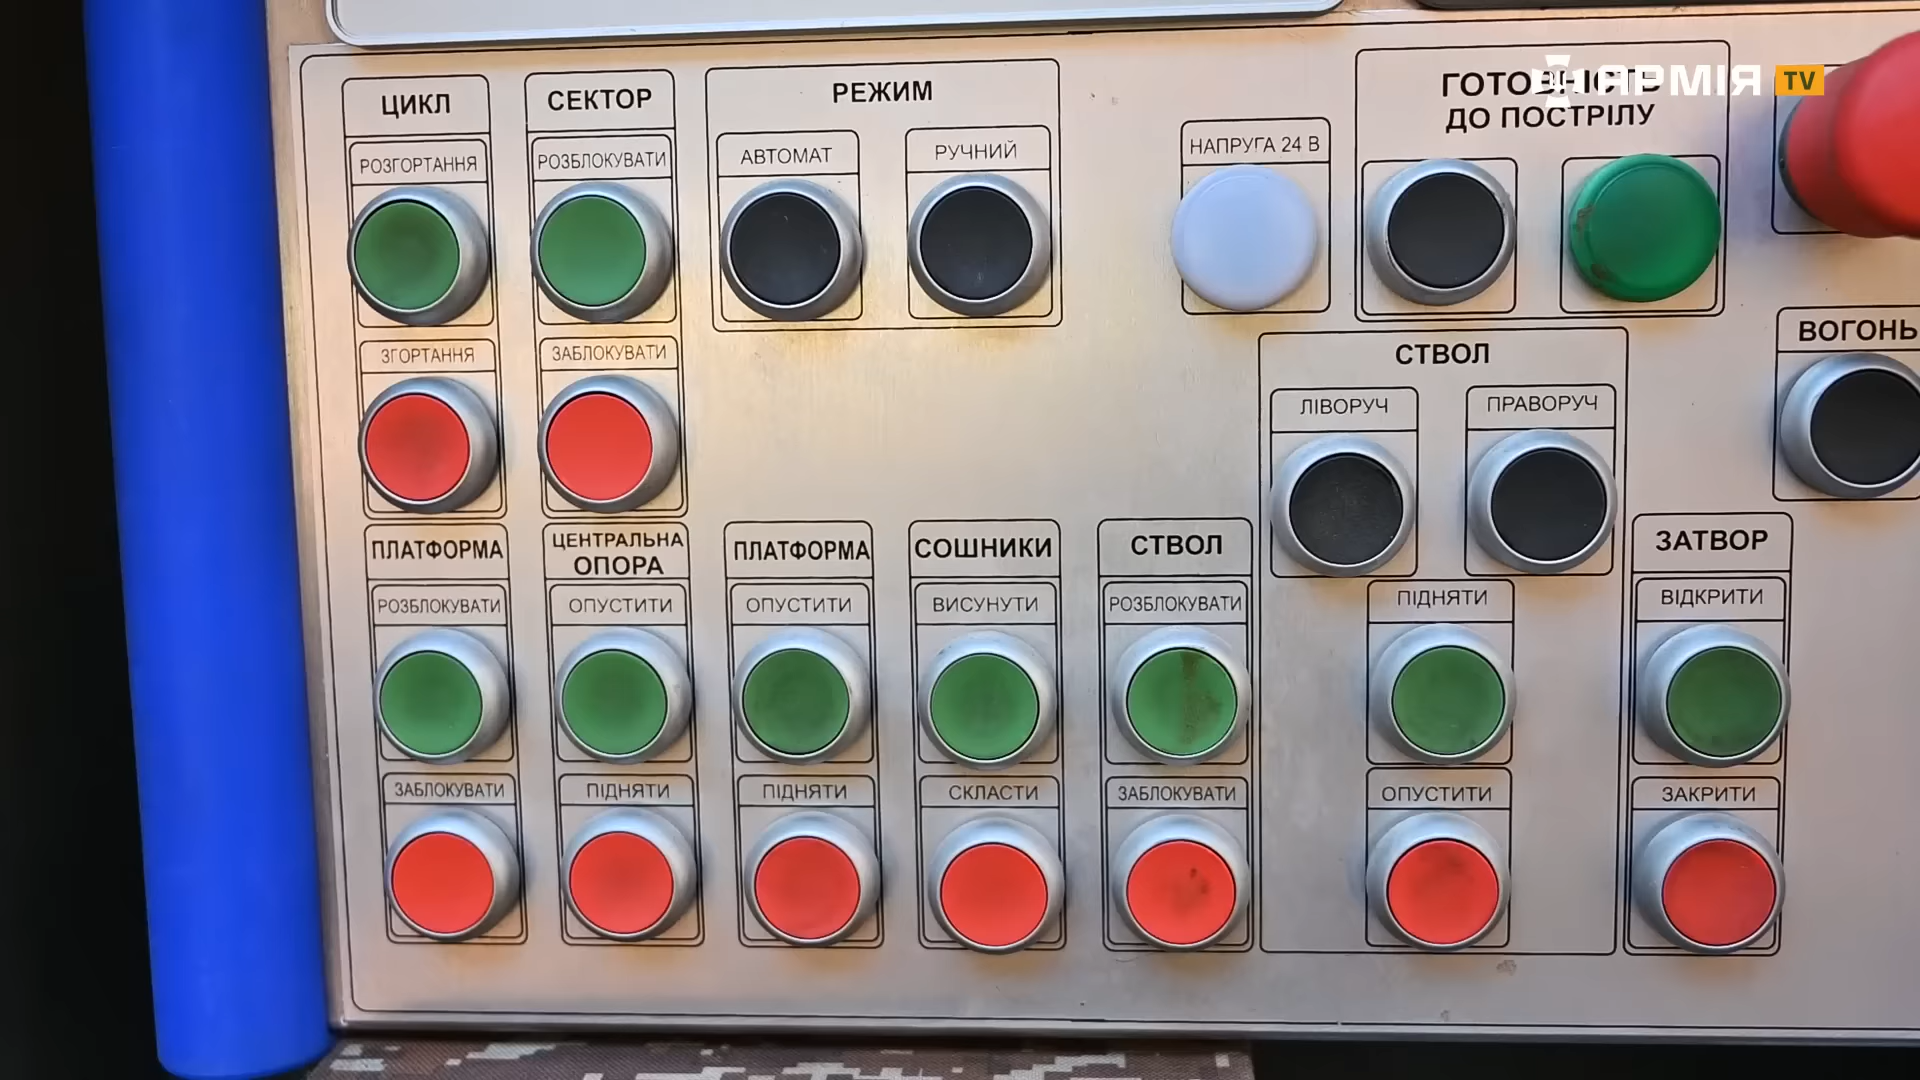 АРМІЯ TV
ЦИКЛ
РОЗГОРТАННЯ
ЗГОРТАННЯ
СЕКТОР
РОЗБЛОКУВАТИ
ЗАБЛОКУВАТИ
РЕЖИМ
АВТОМАТ
РУЧНИЙ
НАПРУГА 24 В
ГОТОВНІСТЬ
ДО ПОСТРІЛУ
ВОГОНЬ
ПЛАТФОРМА
РОЗБЛОКУВАТИ
ЗАБЛОКУВАТИ
ЦЕНТРАЛЬНА
ОПОРА
ОПУСТИТИ
ПІДНЯТИ
ПЛАТФОРМА
ОПУСТИТИ
ПІДНЯТИ
СОШНИКИ
ВИСУНУТИ
СКЛАСТИ
СТВОЛ
РОЗБЛОКУВАТИ
ЗАБЛОКУВАТИ
СТВОЛ
ЛІВОРУЧ
ПРАВОРУЧ
ПІДНЯТИ
ОПУСТИТИ
ЗАТВОР
ВІДКРИТИ
ЗАКРИТИ